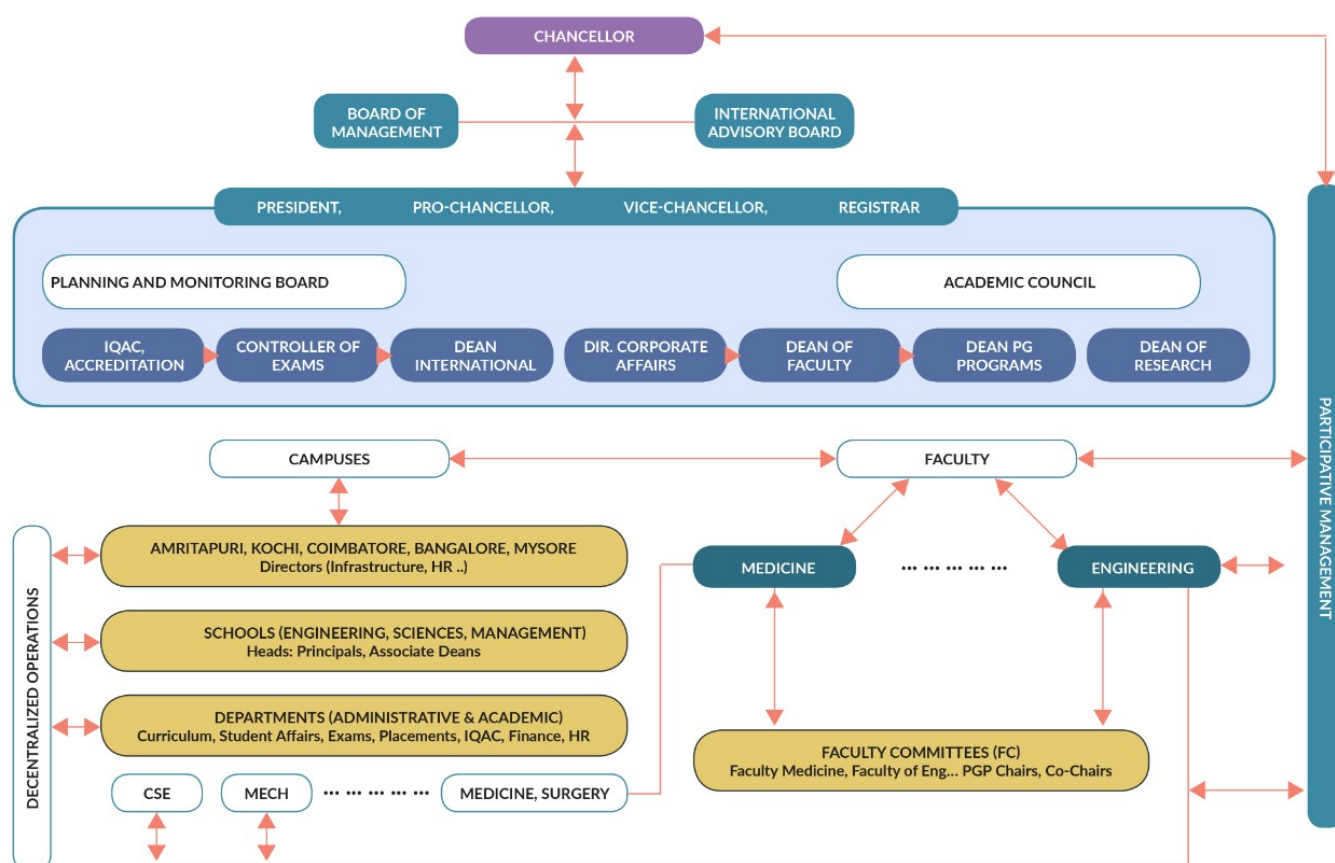 CHANCELLOR
BOARD OF
MANAGEMENT
INTERNATIONAL
ADVISORY BOARD
PRESIDENT, PRO-CHANCELLOR, VICE-CHANCELLOR, REGISTRAR
PLANNING AND MONITORING BOARD
ACADEMIC COUNCIL
IQAC,
ACCREDITATION
CONTROLLER OF
EXAMS
DEAN
INTERNATIONAL
DIR. CORPORATE
AFFAIRS
DEAN OF
FACULTY
DEAN PG
PROGRAMS
DEAN OF
RESEARCH
PARTICIPATIVE MANAGEMENT
CAMPUSES
FACULTY
DECENTRALIZED OPERATIONS
AMRITAPURI, KOCHI, COIMBATORE, BANGALORE, MYSORE
Directors (Infrastructure, HR ..)
MEDICINE
... ... ... ... ...
ENGINEERING
SCHOOLS (ENGINEERING, SCIENCES, MANAGEMENT)
Heads: Principals, Associate Deans
DEPARTMENTS (ADMINISTRATIVE & ACADEMIC)
Curriculum, Student Affairs, Exams, Placements, IQAC, Finance, HR
FACULTY COMMITTEES (FC)
Faculty Medicine, Faculty of Eng... PGP Chairs, Co-Chairs
CSE
MECH
... ... ... ... ...
MEDICINE, SURGERY